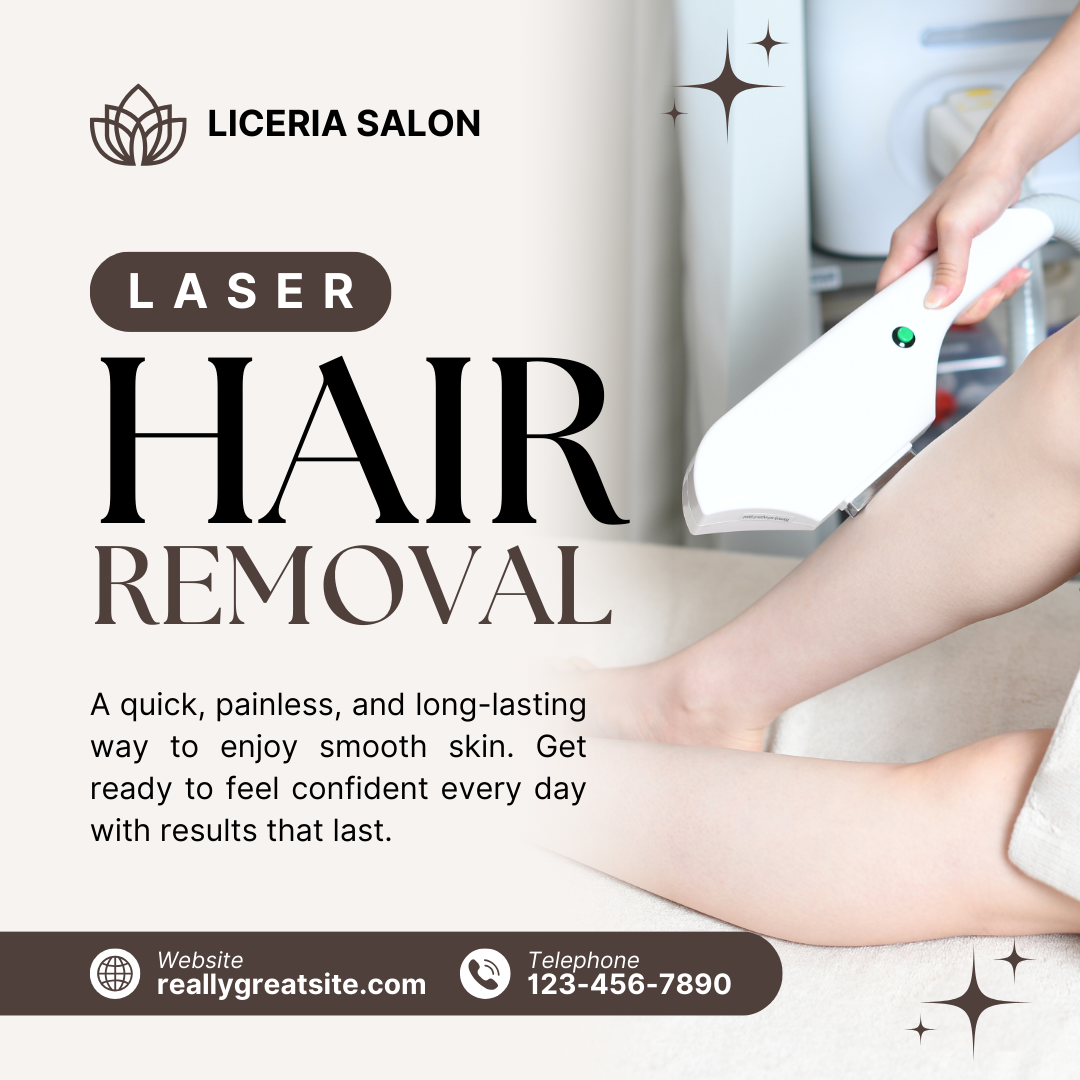 LICERIA SALON
LASER
HAIR
REMOVAL
A quick, painless, and long-lasting
way to enjoy smooth skin. Get
ready to feel confident every day
with results that last.
Website
reallygreatsite.com
Telephone
123-456-7890